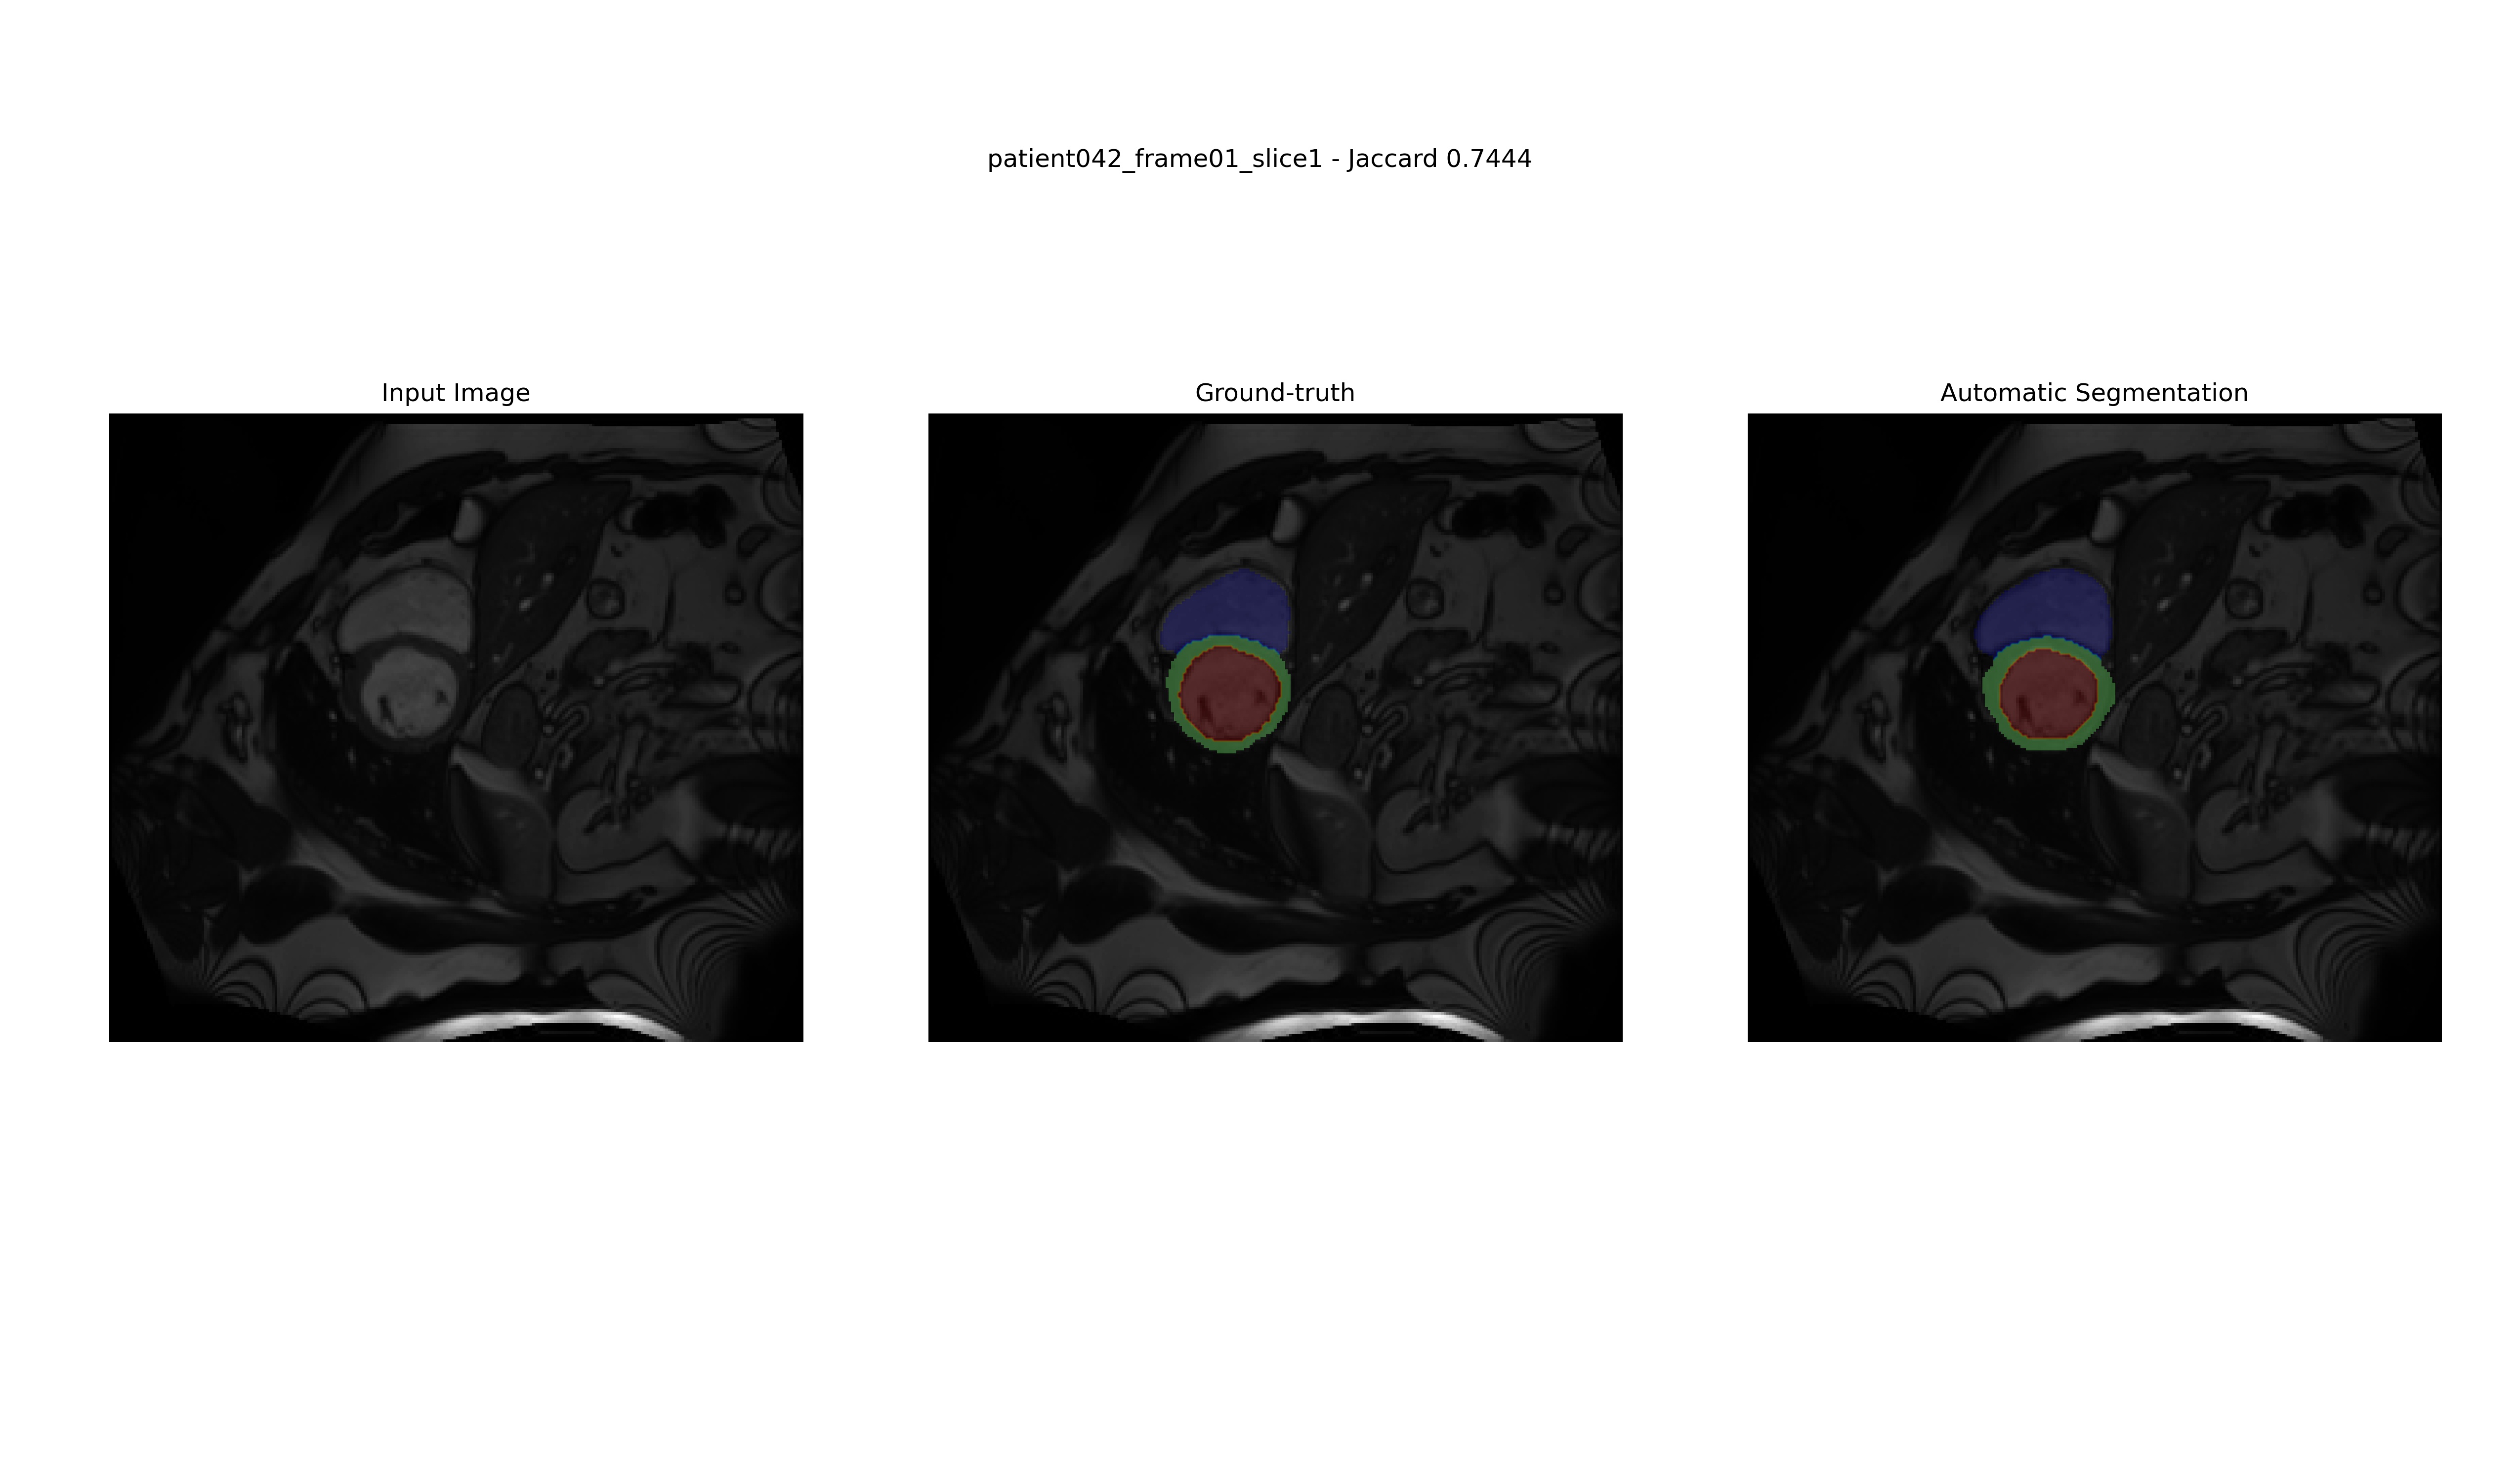 patient042_frame01_slice1 - Jaccard 0.7444
Input Image
Ground-truth
Automatic Segmentation